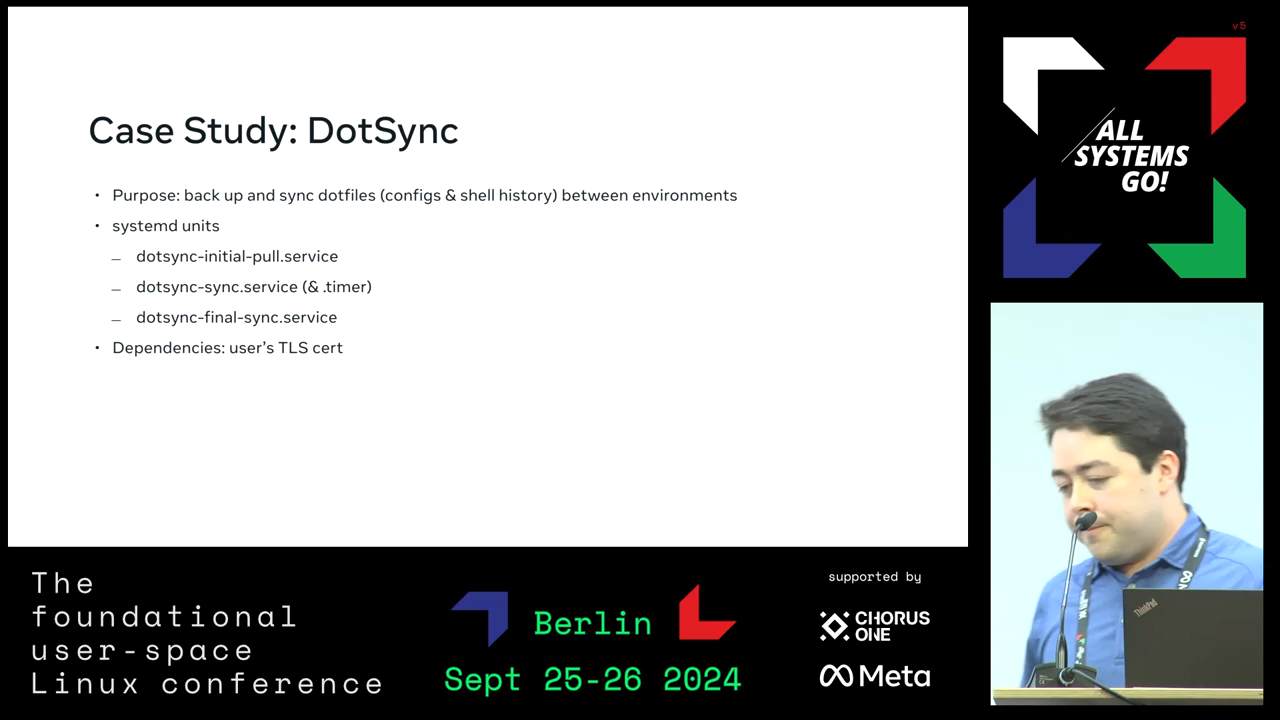 Case Study: DotSync
• Purpose: back up and sync dotfiles (configs & shell history) between environments
• systemd units
– dotsync-initial-pull.service
– dotsync-sync.service (& .timer)
– dotsync-final-sync.service
• Dependencies: user’s TLS cert
v5
ALL
SYSTEMS
GO!
ThinkPad
The
foundational
user-space
Linux conference
Berlin
Sept 25-26 2024
supported by
CHORUS
ONE
Meta